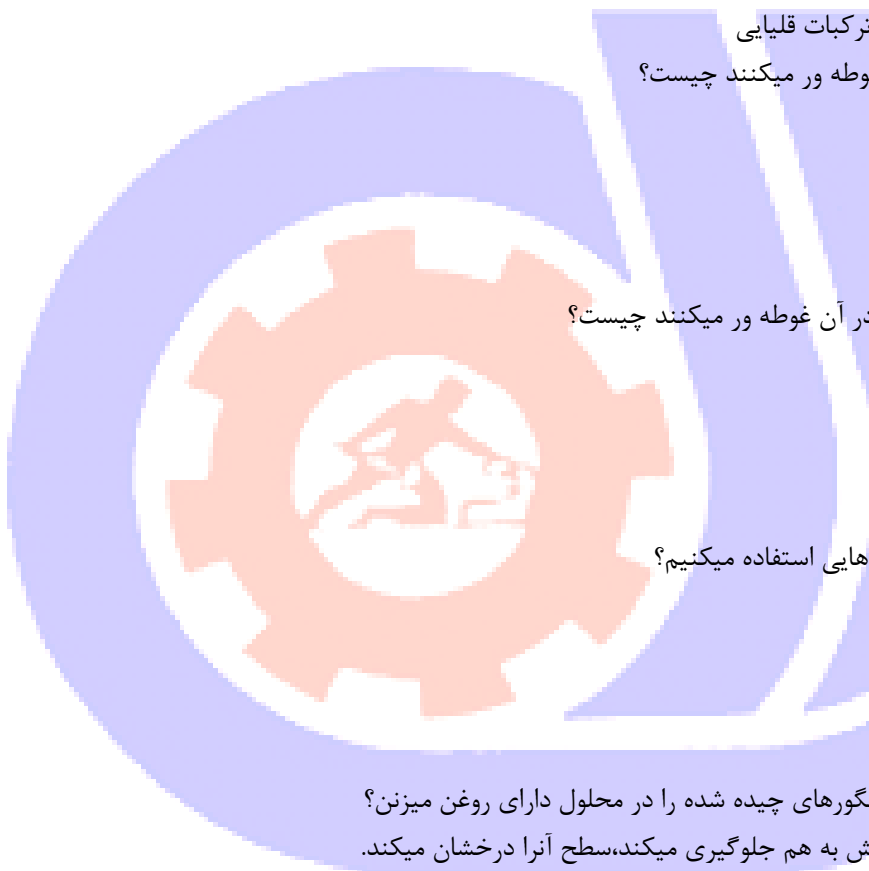 ترکبات قلیایی
وطه ور میکنند چیست؟
در آن غوطه ور میکنند چیست؟
هایی استفاده میکنیم؟
گورهای چیده شده را در محلول دارای روغن میزنن؟
ش به هم جلوگیری میکند،سطح آنرا درخشان میکند.